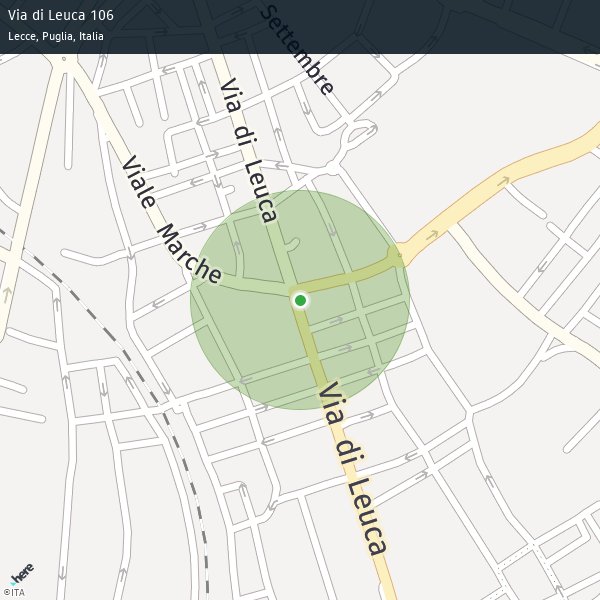 Via di Leuca 106
Lecce, Puglia, Italia
Settembre
Via di Leuca
Viale Marche
Via di Leuca
here
©ITA